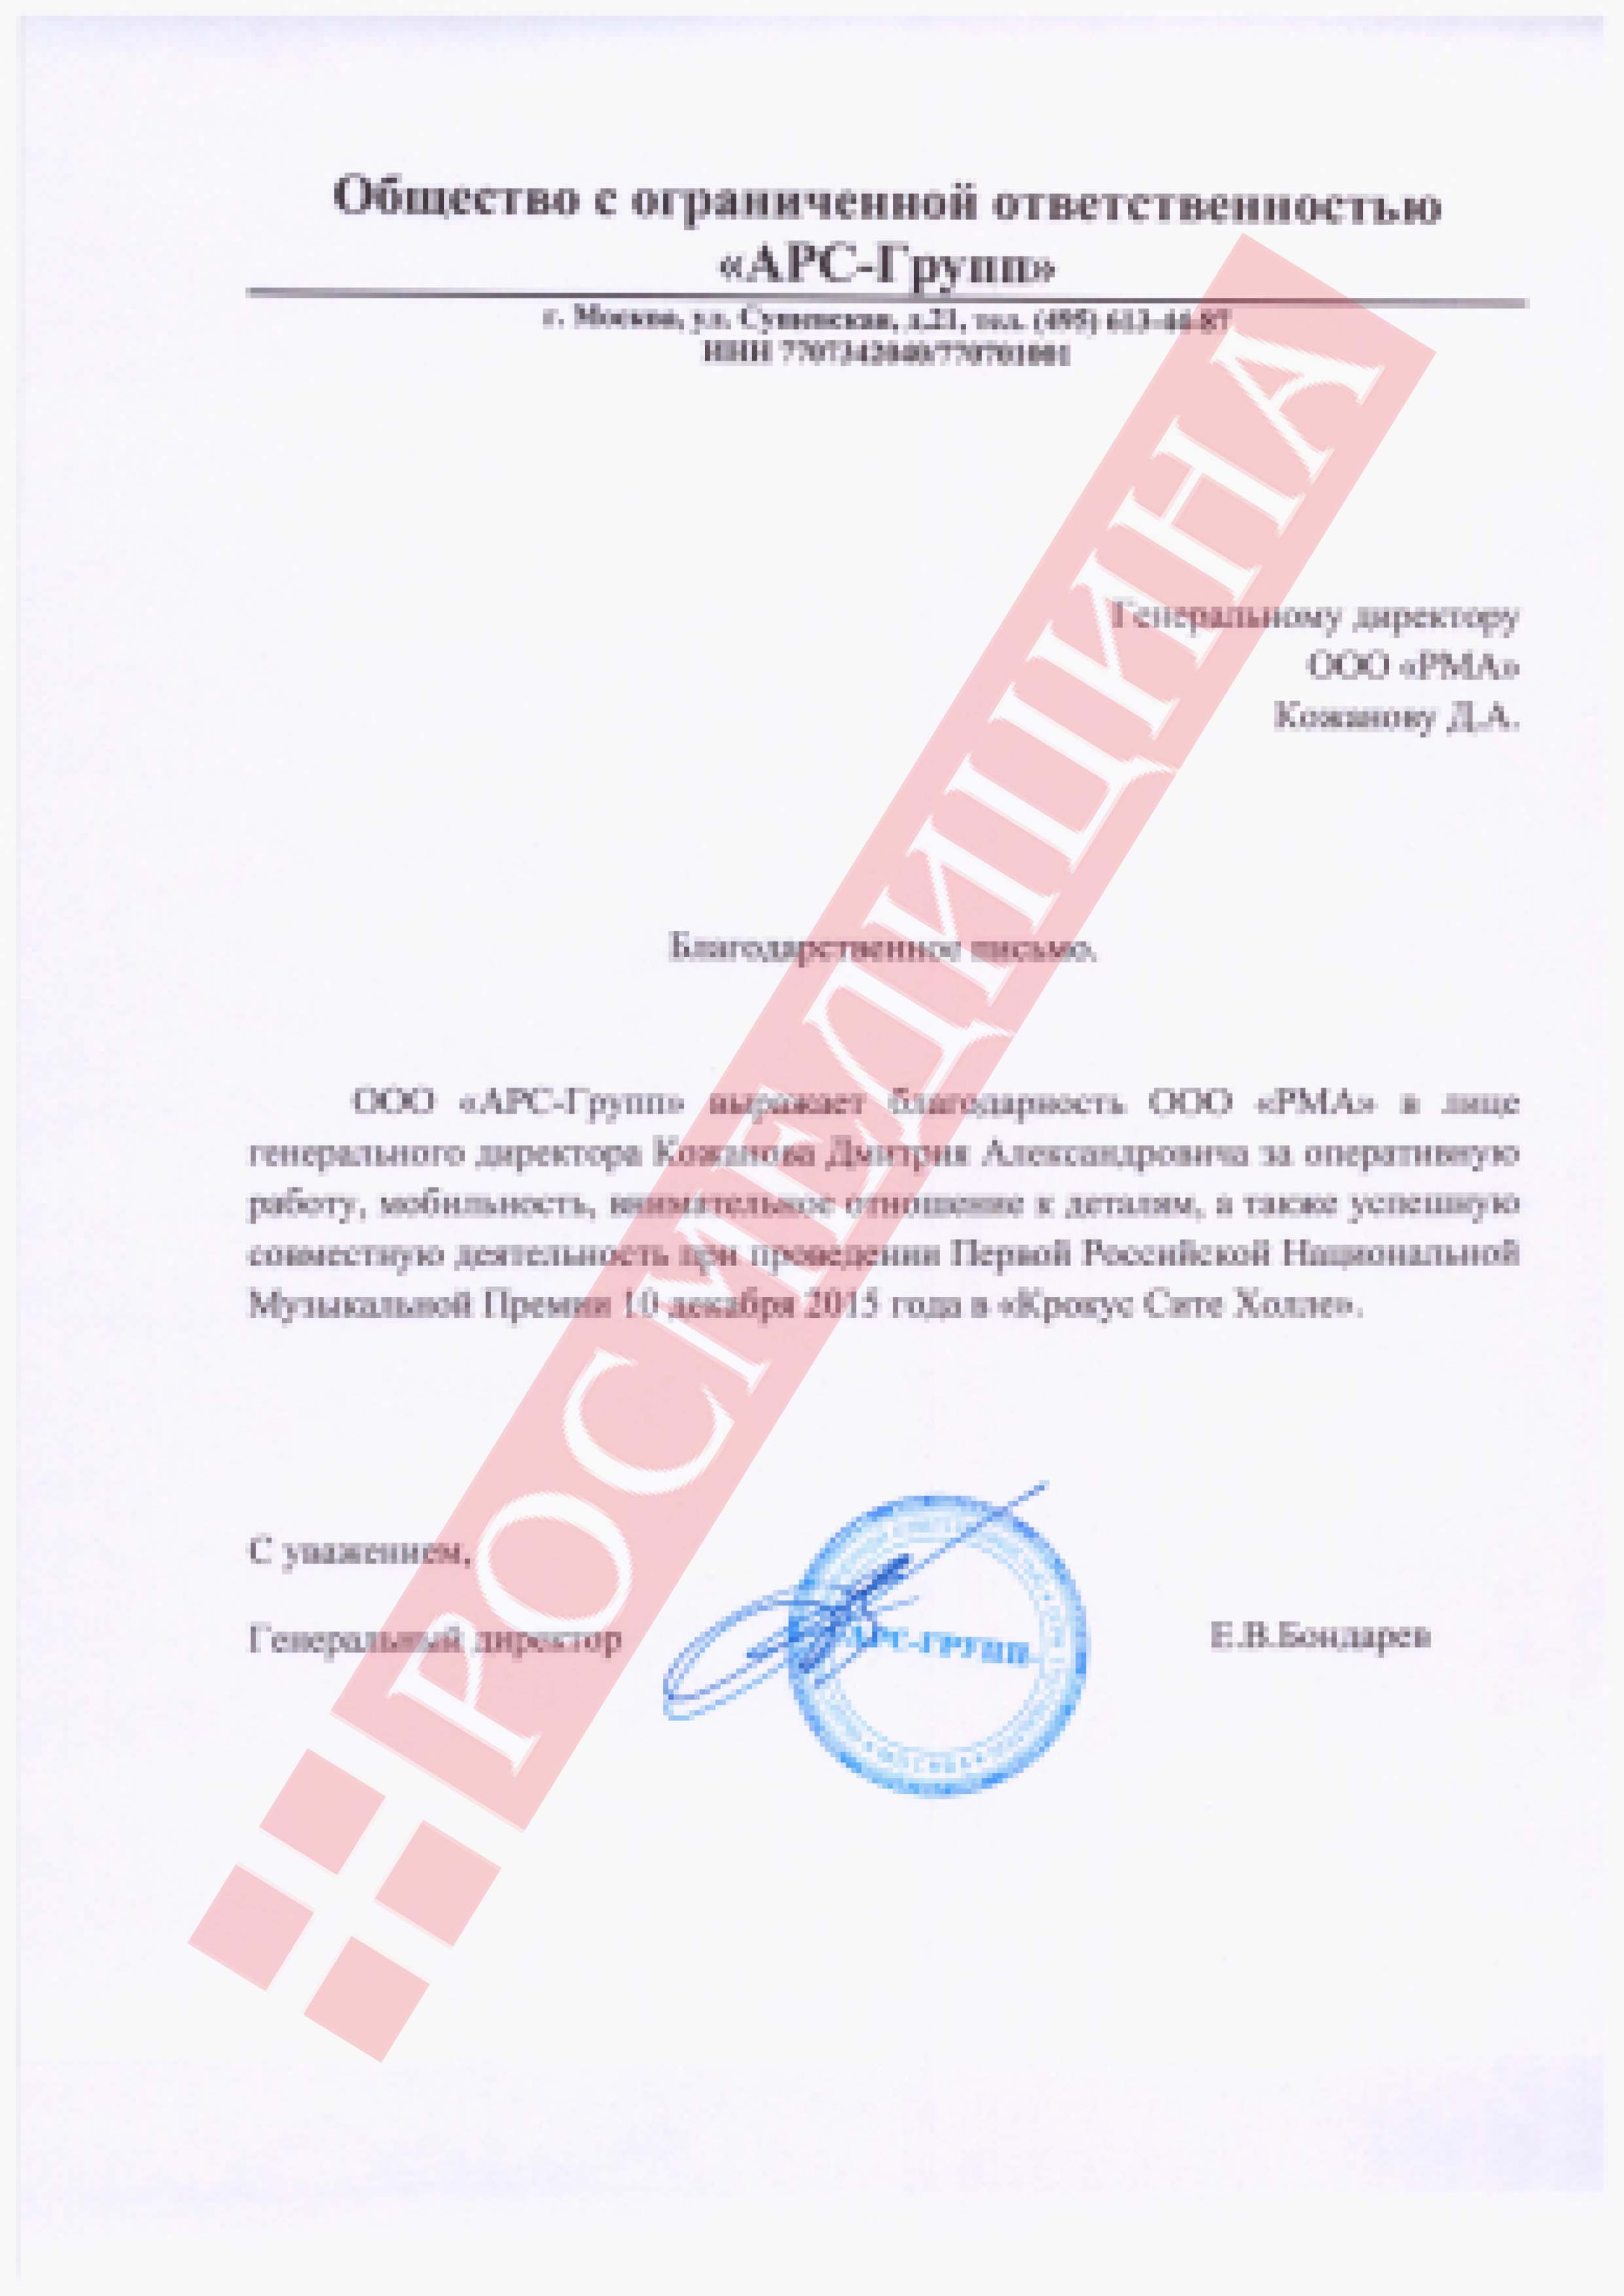 Общество с ограниченной ответственностью
«АРС-Групп»
г. Москва, ул. Сущевская, д.21, тел. (495) 613-44-87
ИНН
Генеральному директору
ООО «РМА»
Кожанову Д.А.
Благодарственное письмо.
ООО «АРС-Групп» выражает благодарность ООО «РМА» в лице
генерального директора Кожанова Дмитрия Александровича за оперативную
работу, мобильность, внимательное отношение к деталям, а также успешную
совместную деятельность при проведении Первой Российской Национальной
Музыкальной Премии 10 декабря 2015 года в «Крокус Сите Холле».
С уважением,
Генеральный директор
АРС-ГРУПП
Е.В.Бондарев
РОСМЕДИЦИНА